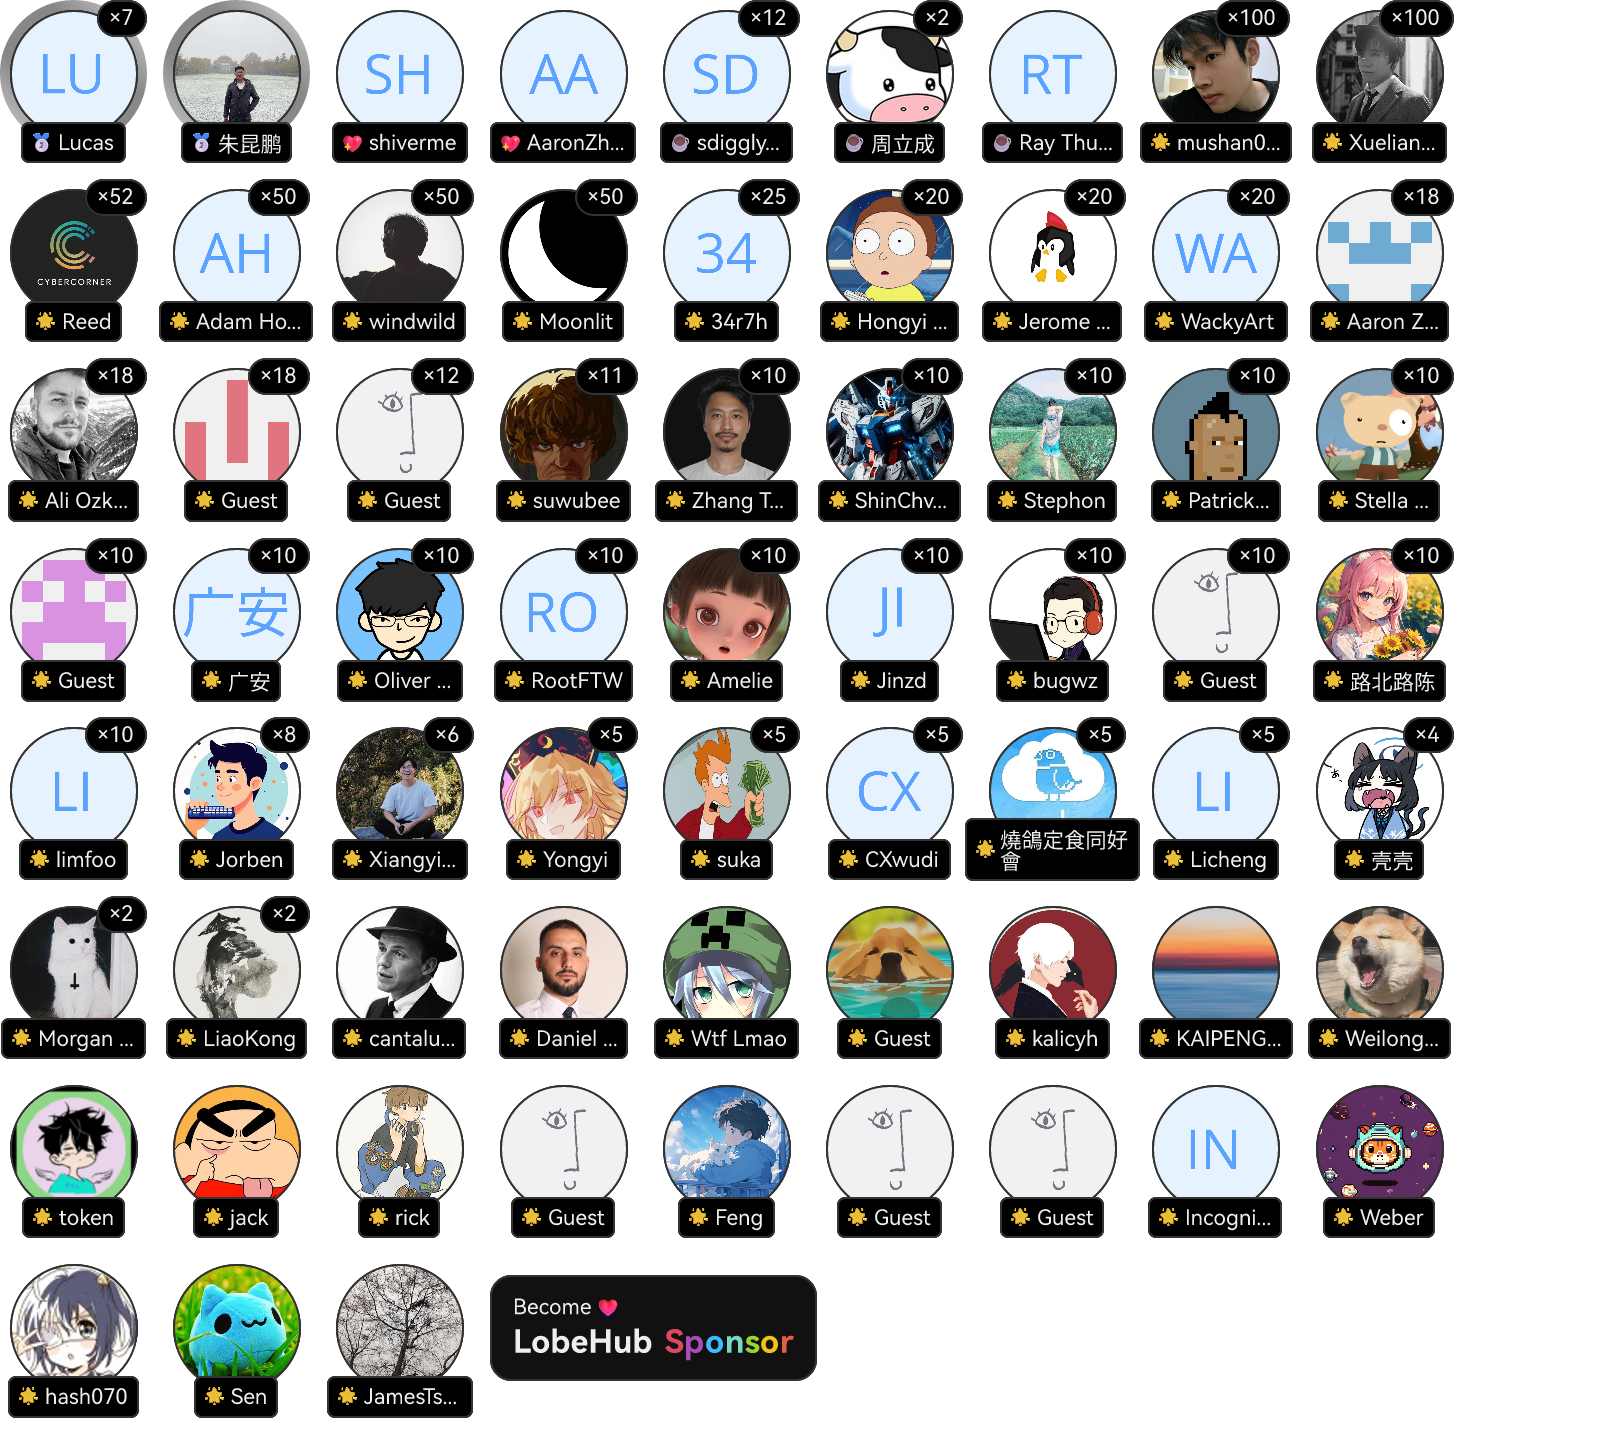 ×7 ×12 ×2 ×100 ×100
LU SH AA SD RT
Lucas 朱昆鹏 shiverme AaronZh... sdiggly... 周立成 Ray Thu... mushan0... Xuelian...
×52 ×50 ×50 ×50 ×25 ×20 ×20 ×20 ×18
AH 34 WA
CYBERCORNER
Reed Adam Ho... windwild Moonlit 34r7h Hongyi ... Jerome ... WackyArt Aaron Z...
×18 ×18 ×12 ×11 ×10 ×10 ×10 ×10 ×10
Ali Ozk... Guest Guest suwubee Zhang T... ShinChv... Stephon Patrick... Stella ...
×10 ×10 ×10 ×10 ×10 ×10 ×10 ×10 ×10
广安 RO JI
Guest 广安 Oliver ... RootFTW Amelie Jinzd bugwz Guest 路北路陈
×10 ×8 ×6 ×5 ×5 ×5 ×5 ×5 ×4
LI CX LI
limfoo Jorben Xiangyi... Yongyi suka CXwudi 燒鴿定食同好會 Licheng 壳壳
×2 ×2
Morgan ... LiaoKong cantalu... Daniel ... Wtf Lmao Guest kalicyh KAIPENG... Weilong...
IN
token jack rick Guest Feng Guest Guest Incogni... Weber
hash070 Sen JamesTs...
Become
LobeHub Sponsor